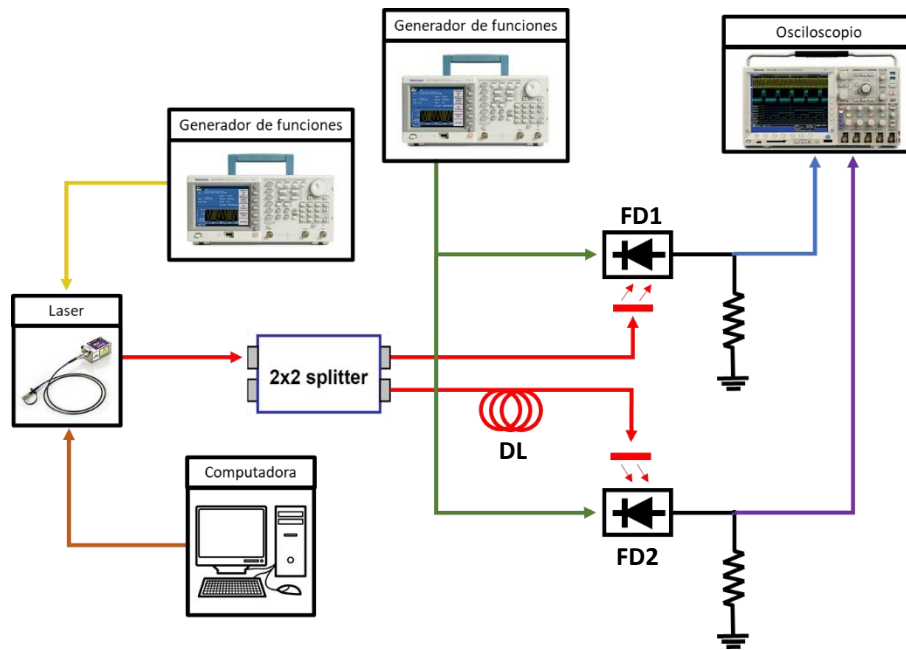 Generador de funciones
Osciloscopio
Generador de funciones
FD1
Laser
2x2 splitter
DL
Computadora
FD2